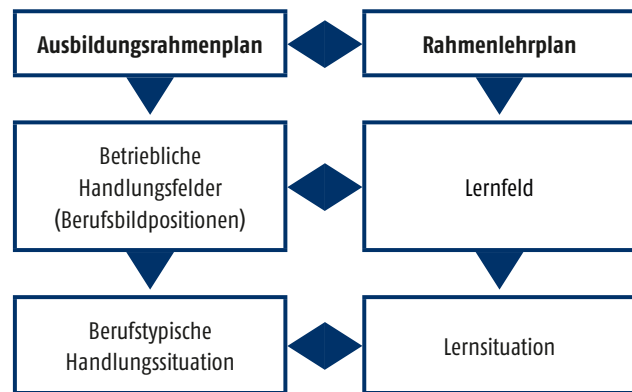 Ausbildungsrahmenplan
Rahmenlehrplan
Betriebliche
Handlungsfelder
(Berufsbildpositionen)
Lernfeld
Berufstypische
Handlungssituation
Lernsituation